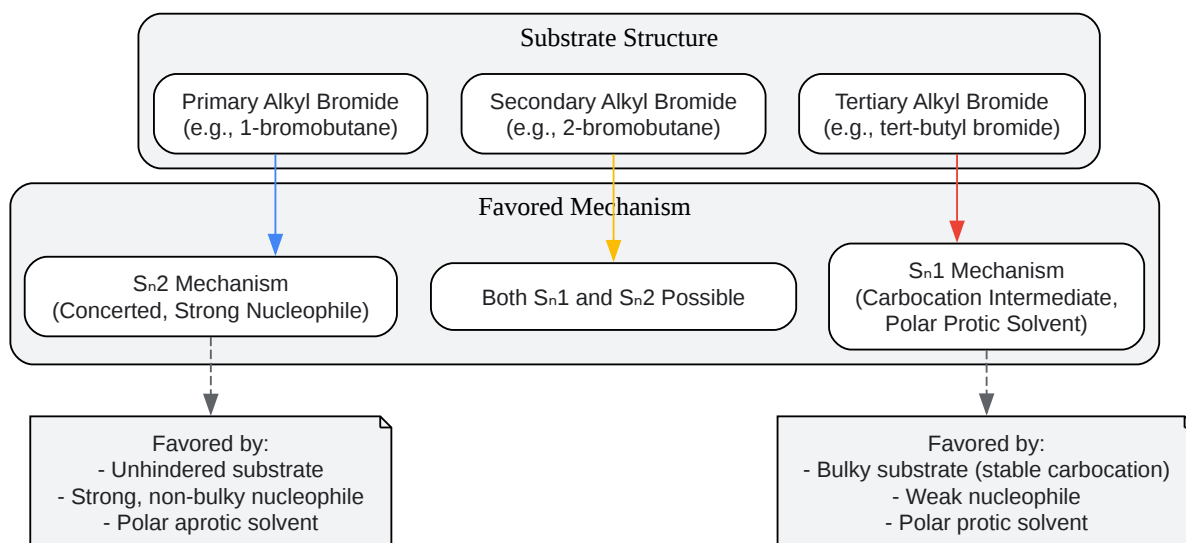 Substrate Structure
Primary Alkyl Bromide
(e.g., 1-bromobutane)
Secondary Alkyl Bromide
(e.g., 2-bromobutane)
Tertiary Alkyl Bromide
(e.g., tert-butyl bromide)
Favored Mechanism
Sₙ2 Mechanism
(Concerted, Strong Nucleophile)
Both Sₙ1 and Sₙ2 Possible
Sₙ1 Mechanism
(Carbocation Intermediate,
Polar Protic Solvent)
Favored by:
- Unhindered substrate
- Strong, non-bulky nucleophile
- Polar aprotic solvent
Favored by:
- Bulky substrate (stable carbocation)
- Weak nucleophile
- Polar protic solvent